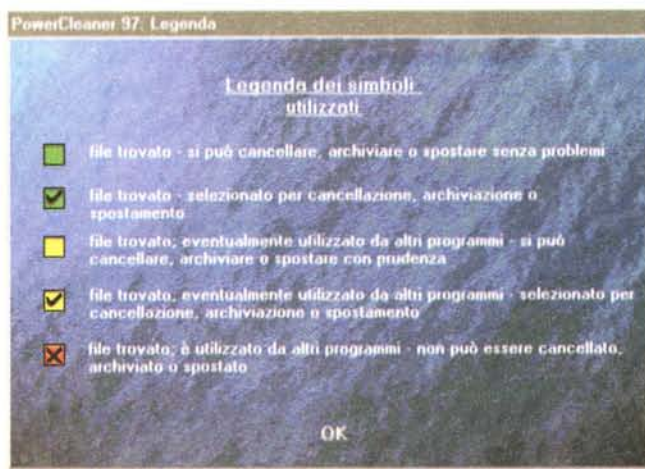 PowerCleaner 97: Legenda
Legenda dei simboli
utilizzati
file trovato - si può cancellare, archiviare o spostare senza problemi
file trovato - selezionato per cancellazione, archiviazione o
spostamento
file trovato; eventualmente utilizzato da altri programmi - si può
cancellare, archiviare o spostare con prudenza
file trovato; eventualmente utilizzato da altri programmi - selezionato per
cancellazione, archiviazione o spostamento
file trovato; è utilizzato da altri programmi - non può essere cancellato,
archiviato o spostato
OK